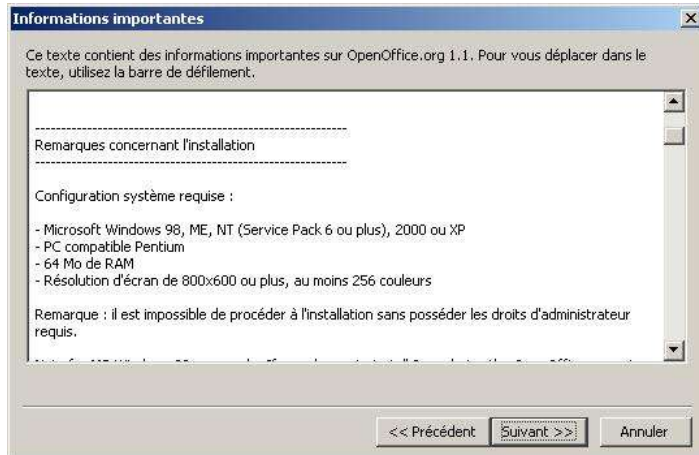 Informations importantes
Ce texte contient des informations importantes sur OpenOffice.org 1.1. Pour vous déplacer dans le
texte, utilisez la barre de défilement.
------------------------------------------------------------
Remarques concernant l'installation
------------------------------------------------------------
Configuration système requise :
- Microsoft Windows 98, ME, NT (Service Pack 6 ou plus), 2000 ou XP
- PC compatible Pentium
- 64 Mo de RAM
- Résolution d'écran de 800x600 ou plus, au moins 256 couleurs
Remarque : il est impossible de procéder à l'installation sans posséder les droits d'administrateur
requis.
<< Précédent Suivant >> Annuler